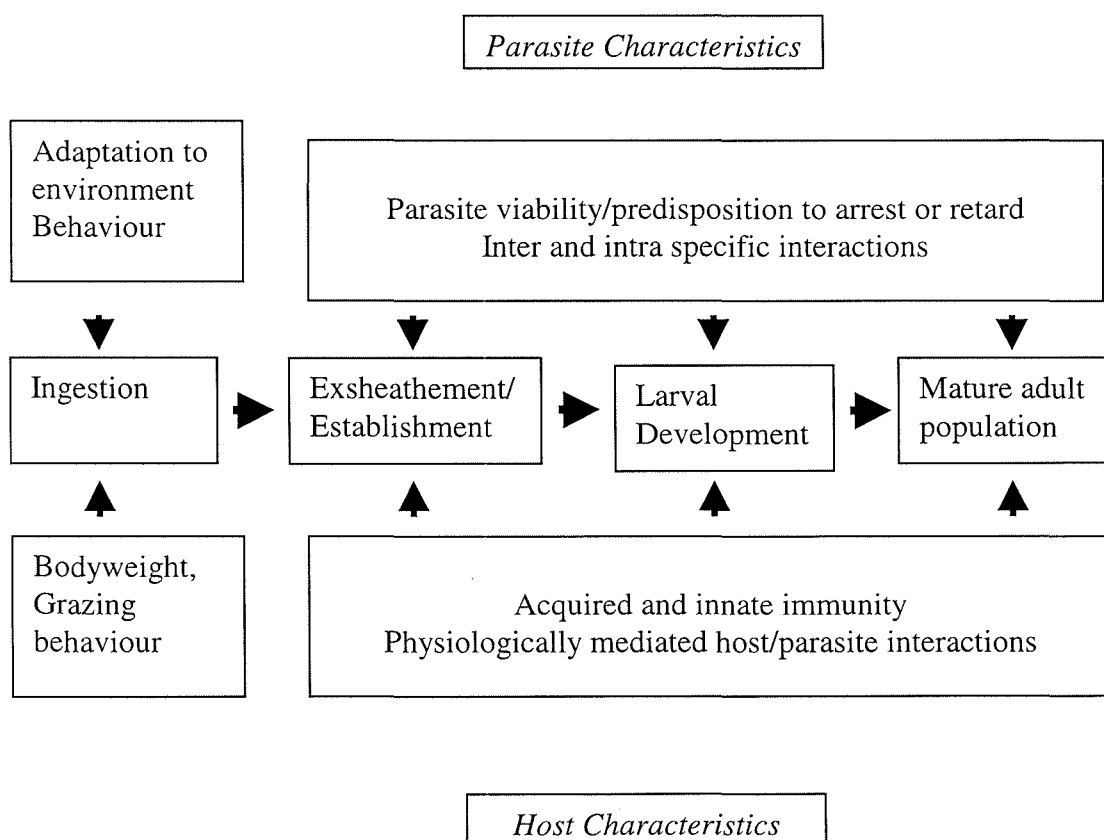 Parasite Characteristics
Adaptation to
environment
Behaviour
Parasite viability/predisposition to arrest or retard
Inter and intra specific interactions
Ingestion
Exsheathement/
Establishment
Larval
Development
Mature adult
population
Bodyweight,
Grazing
behaviour
Acquired and innate immunity
Physiologically mediated host/parasite interactions
Host Characteristics